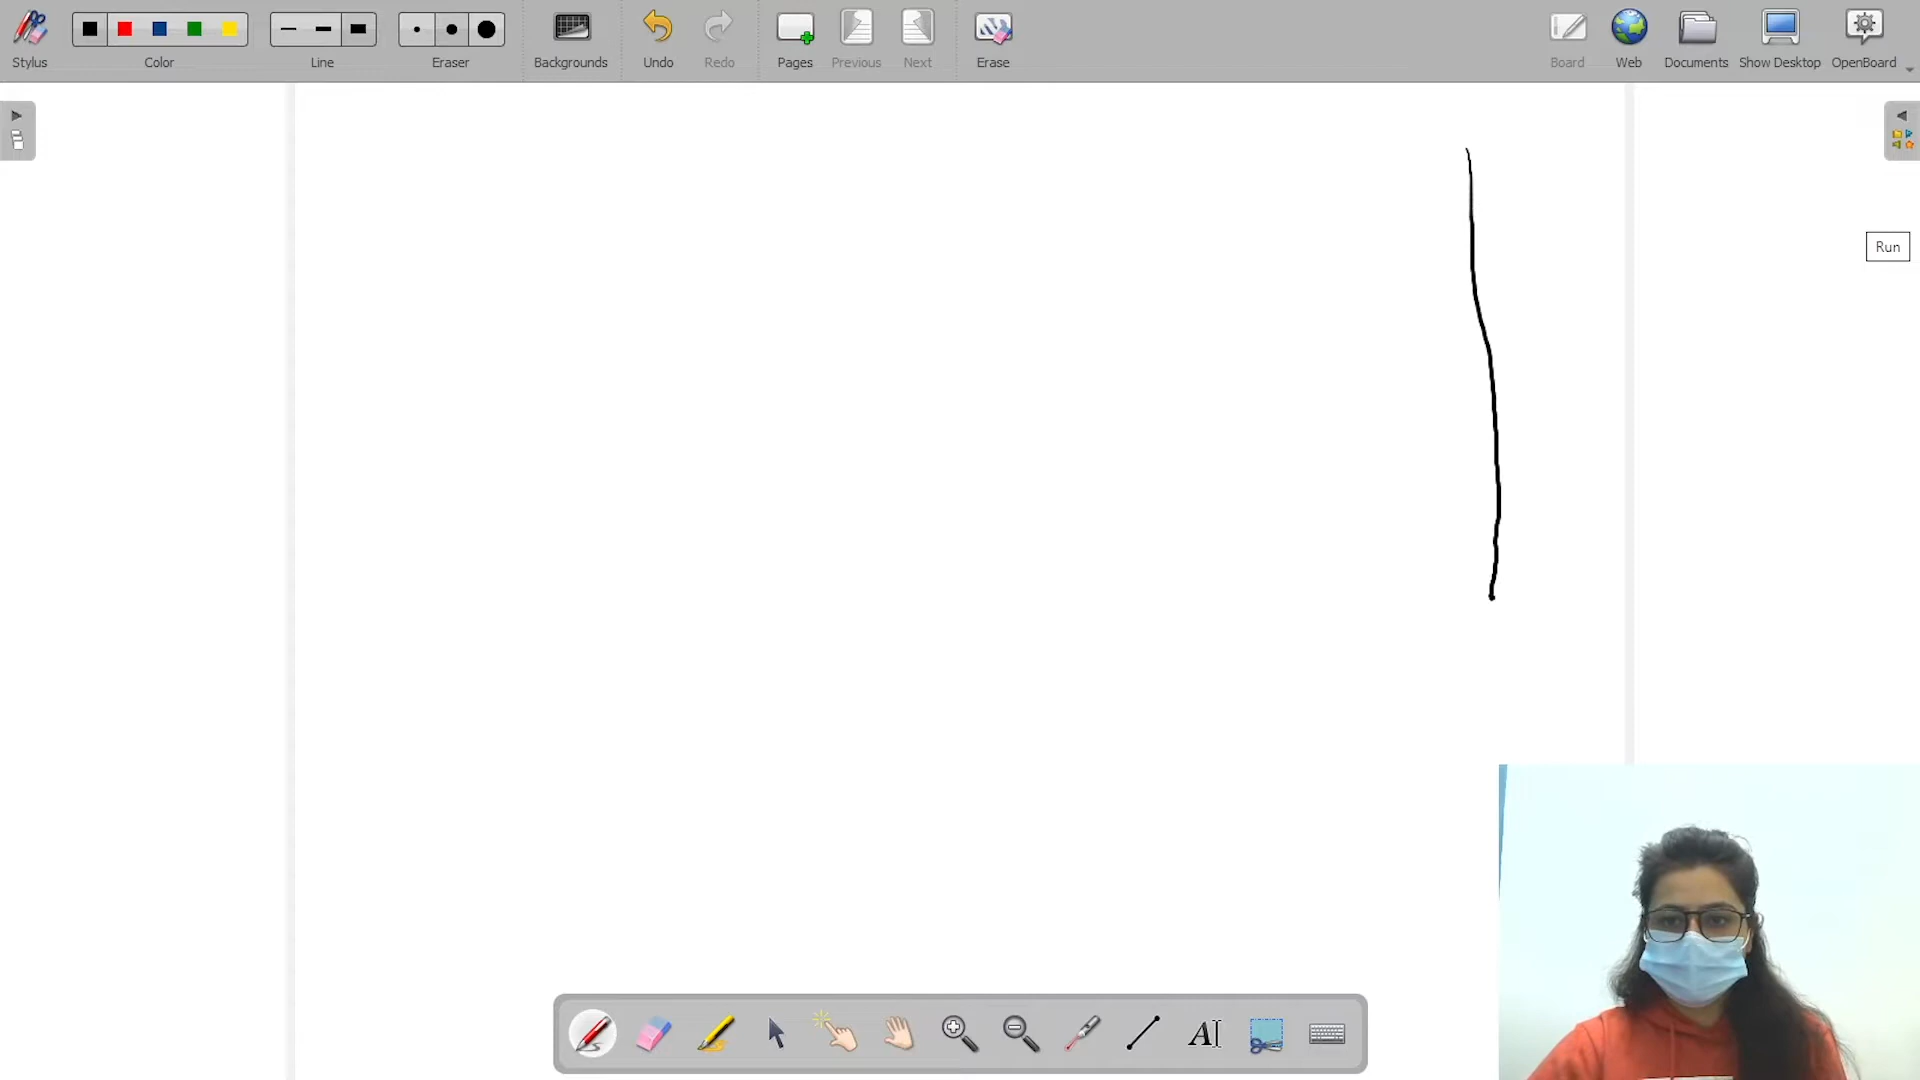 Stylus
Color
Line
Eraser
Backgrounds
Undo
Redo
Pages
Previous
Next
Erase
Board
Web
Documents
Show Desktop
OpenBoard
Run
A